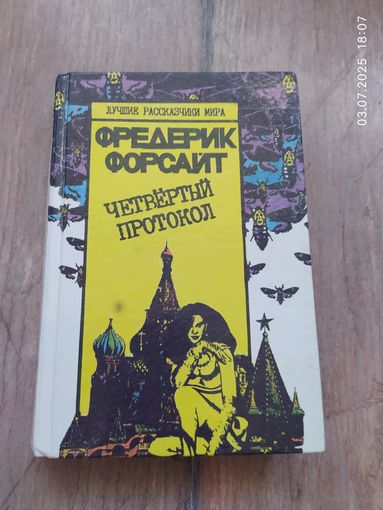 ЛУЧШИЕ РАССКАЗЧИКИ МИРА
ФРЕДЕРИК
ФОРСАЙТ
ЧЕТВЁРТЫЙ
ПРОТОКОЛ
03.07.2025 18:07